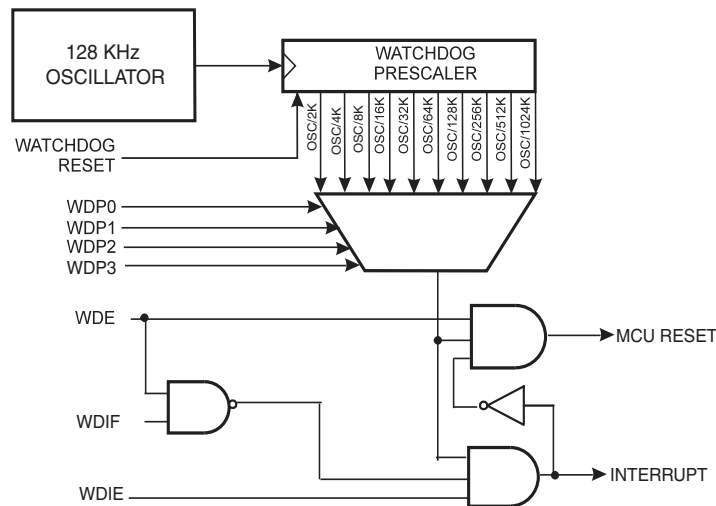 128 KHz
OSCILLATOR
WATCHDOG
PRESCALER
OSC/2K
OSC/4K
OSC/8K
OSC/16K
OSC/32K
OSC/64K
OSC/128K
OSC/256K
OSC/512K
OSC/1024K
WATCHDOG
RESET
WDP0
WDP1
WDP2
WDP3
WDE
MCU RESET
WDIF
INTERRUPT
WDIE